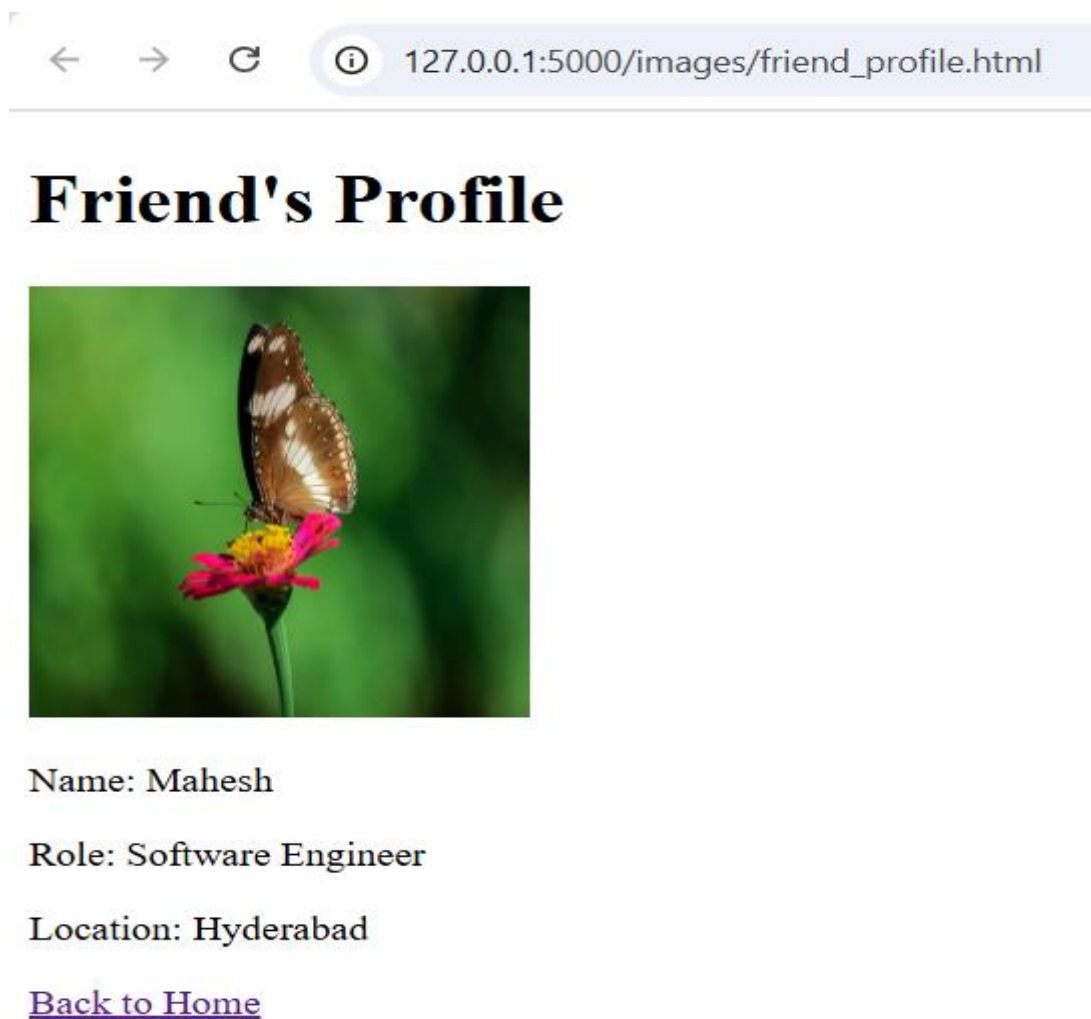 127.0.0.1:5000/images/friend_profile.html
Friend's Profile
Name: Mahesh
Role: Software Engineer
Location: Hyderabad
Back to Home